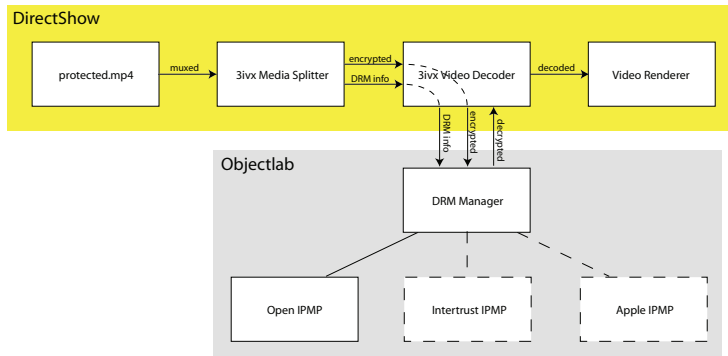 DirectShow
protected.mp4
muxed
3ivx Media Splitter
encrypted
DRM info
3ivx Video Decoder
decoded
Video Renderer
DRM info
encrypted
decrypted
Objectlab
DRM Manager
Open IPMP
Intertrust IPMP
Apple IPMP